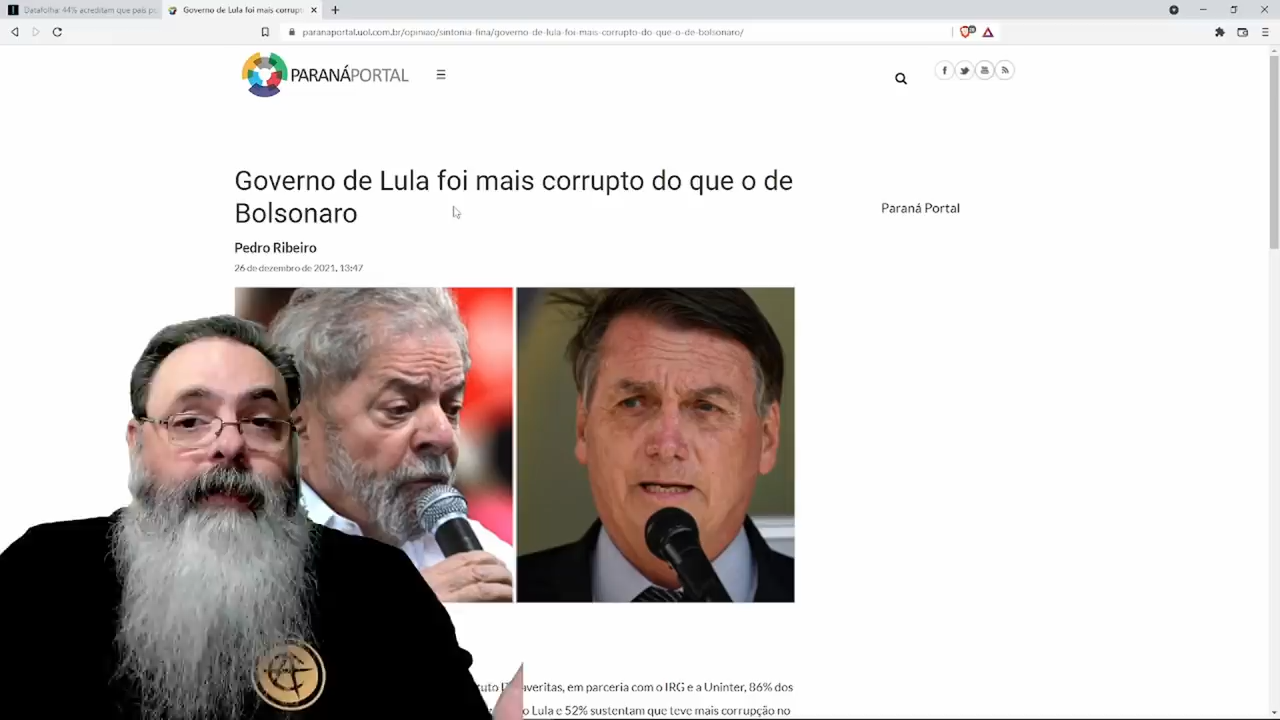 Datafolha: 44% acreditam que país po
Governo de Lula foi mais corrupt
paranaportal.uol.com.br/opiniao/sintonia-fina/governo-de-lula-foi-mais-corrupto-do-que-o-de-bolsonaro/
PARANÁPORTAL
Governo de Lula foi mais corrupto do que o de
Bolsonaro
Paraná Portal
Pedro Ribeiro
26 de dezembro de 2021, 13:47
em parceria com o IRG e a Uninter, 86% dos
Lula e 52% sustentam que teve mais corrupção no